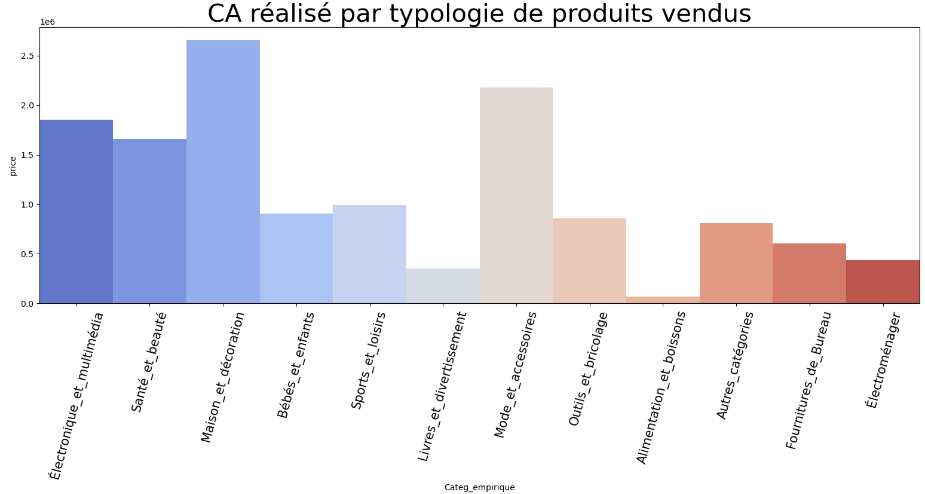 CA réalisé par typologie de produits vendus
1e6
2.5
2.0
1.5
1.0
0.5
0.0
price
Électronique_et_multimédia
Santé_et_beauté
Maison_et_décoration
Bébés_et_enfants
Sports_et_loisirs
Livres_et_divertissement
Mode_et_accessoires
Outils_et_bricolage
Alimentation_et_boissons
Autres_catégories
Fournitures_de_Bureau
Électroménager
Categ_empirique